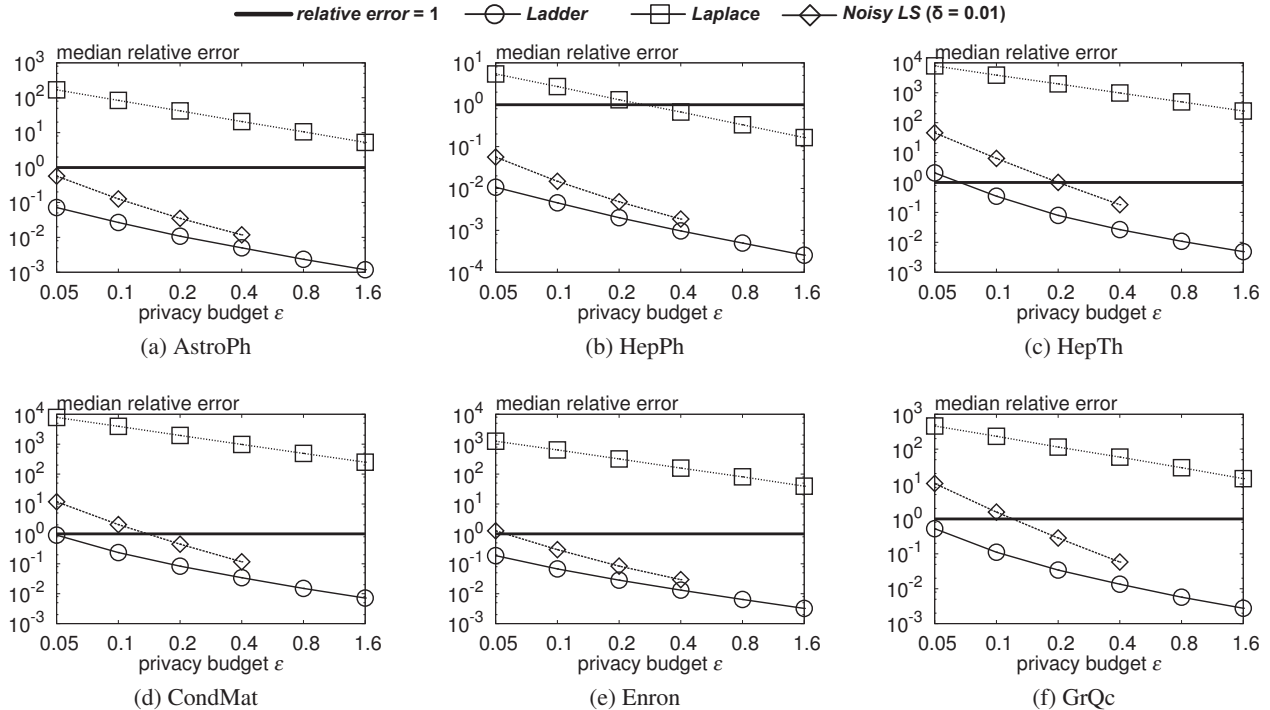 relative error = 1 Ladder Laplace Noisy LS (δ = 0.01)
median relative error
10^3
10^2
10^1
10^0
10^-1
10^-2
10^-3
0.05 0.1 0.2 0.4 0.8 1.6
privacy budget ε
(a) AstroPh
median relative error
10^1
10^0
10^-1
10^-2
10^-3
10^-4
0.05 0.1 0.2 0.4 0.8 1.6
privacy budget ε
(b) HepPh
median relative error
10^4
10^3
10^2
10^1
10^0
10^-1
10^-2
10^-3
0.05 0.1 0.2 0.4 0.8 1.6
privacy budget ε
(c) HepTh
median relative error
10^4
10^3
10^2
10^1
10^0
10^-1
10^-2
10^-3
0.05 0.1 0.2 0.4 0.8 1.6
privacy budget ε
(d) CondMat
median relative error
10^4
10^3
10^2
10^1
10^0
10^-1
10^-2
10^-3
0.05 0.1 0.2 0.4 0.8 1.6
privacy budget ε
(e) Enron
median relative error
10^3
10^2
10^1
10^0
10^-1
10^-2
10^-3
0.05 0.1 0.2 0.4 0.8 1.6
privacy budget ε
(f) GrQc